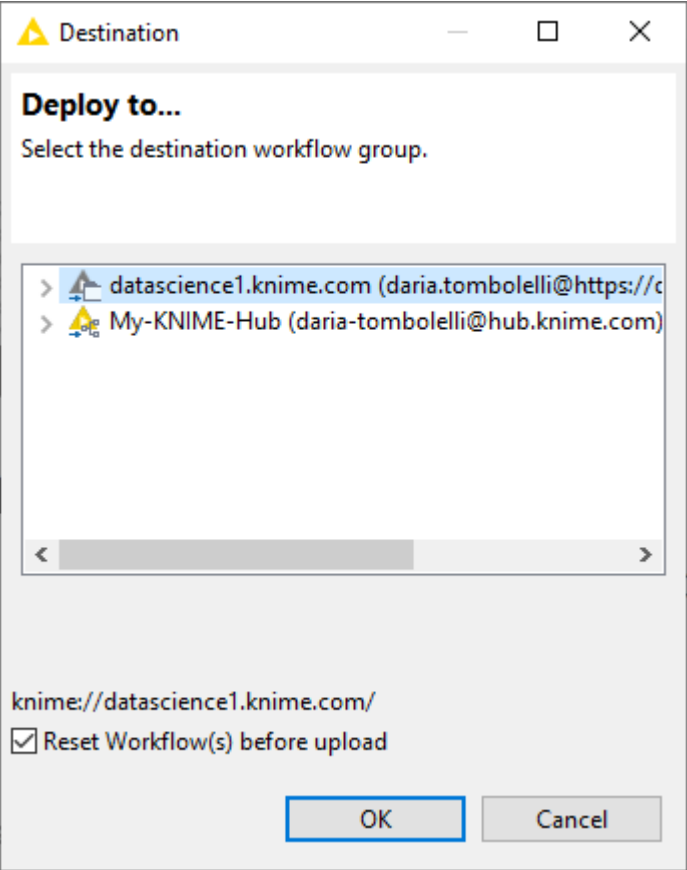 Destination
Deploy to...
Select the destination workflow group.
datascience1.knime.com (daria.tombolelli@https://
My-KNIME-Hub (daria-tombolelli@hub.knime.com)
knime://datascience1.knime.com/
Reset Workflow(s) before upload
OK Cancel